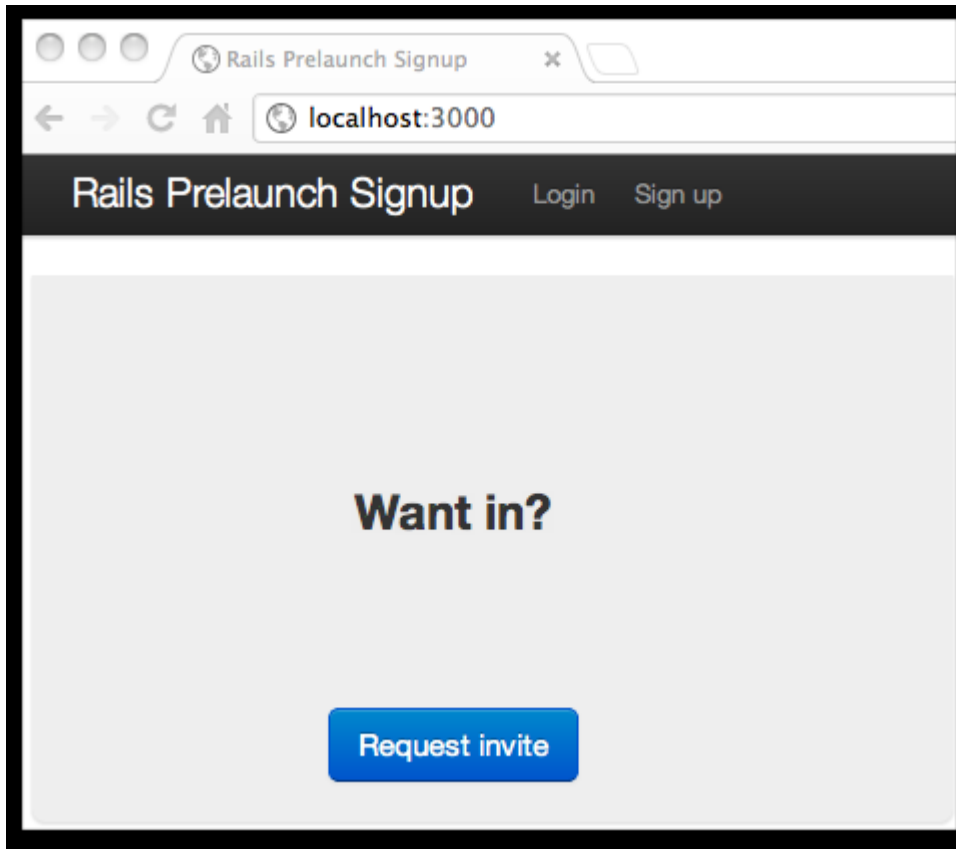 Rails Prelaunch Signup
localhost:3000
Rails Prelaunch Signup Login Sign up
Want in?
Request invite